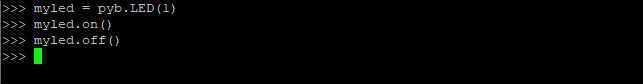 >>> myled = pyb.LED(1)
>>> myled.on()
>>> myled.off()
>>>